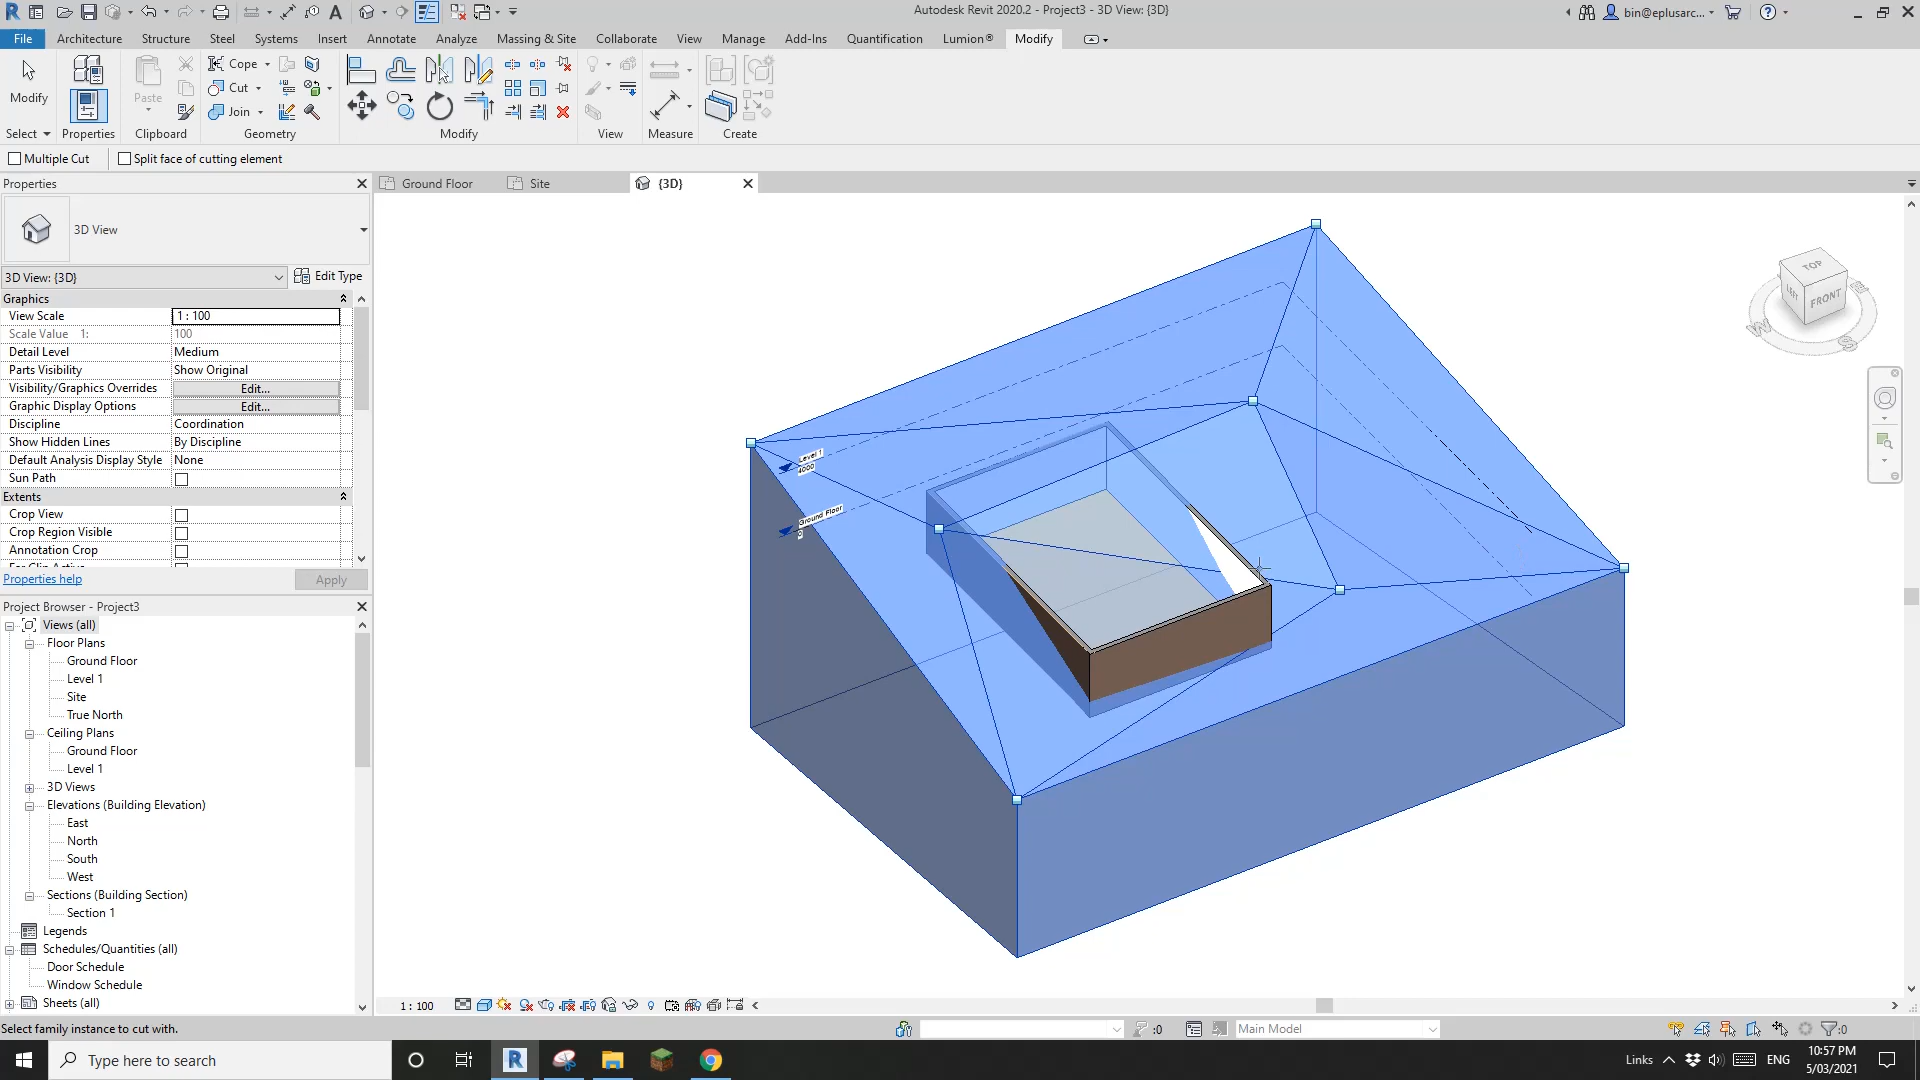 Autodesk Revit 2020.2 - Project3 - 3D View: {3D}
bin@eplusarc...
File Architecture Structure Steel Systems Insert Annotate Analyze Massing & Site Collaborate View Manage Add-Ins Quantification Lumion® Modify
Modify
Paste
Cope
Cut
Join
Select Properties Clipboard Geometry Modify View Measure Create
Multiple Cut Split face of cutting element
Properties
Ground Floor Site {3D}
3D View
3D View: {3D} Edit Type
Graphics
View Scale 1 : 100
Scale Value 1: 100
Detail Level Medium
Parts Visibility Show Original
Visibility/Graphics Overrides Edit...
Graphic Display Options Edit...
Discipline Coordination
Show Hidden Lines By Discipline
Default Analysis Display Style None
Sun Path
Extents
Crop View
Crop Region Visible
Annotation Crop
Properties help Apply
Project Browser - Project3
Views (all)
Floor Plans
Ground Floor
Level 1
Site
True North
Ceiling Plans
Ground Floor
Level 1
3D Views
Elevations (Building Elevation)
East
North
South
West
Sections (Building Section)
Section 1
Legends
Schedules/Quantities (all)
Door Schedule
Window Schedule
Sheets (all)
Level 1
4000
Ground Floor
0
TOP
LEFT
FRONT
W
S
1 : 100
Select family instance to cut with.
:0
Main Model
:0
Type here to search
Links
ENG
10:57 PM
5/03/2021